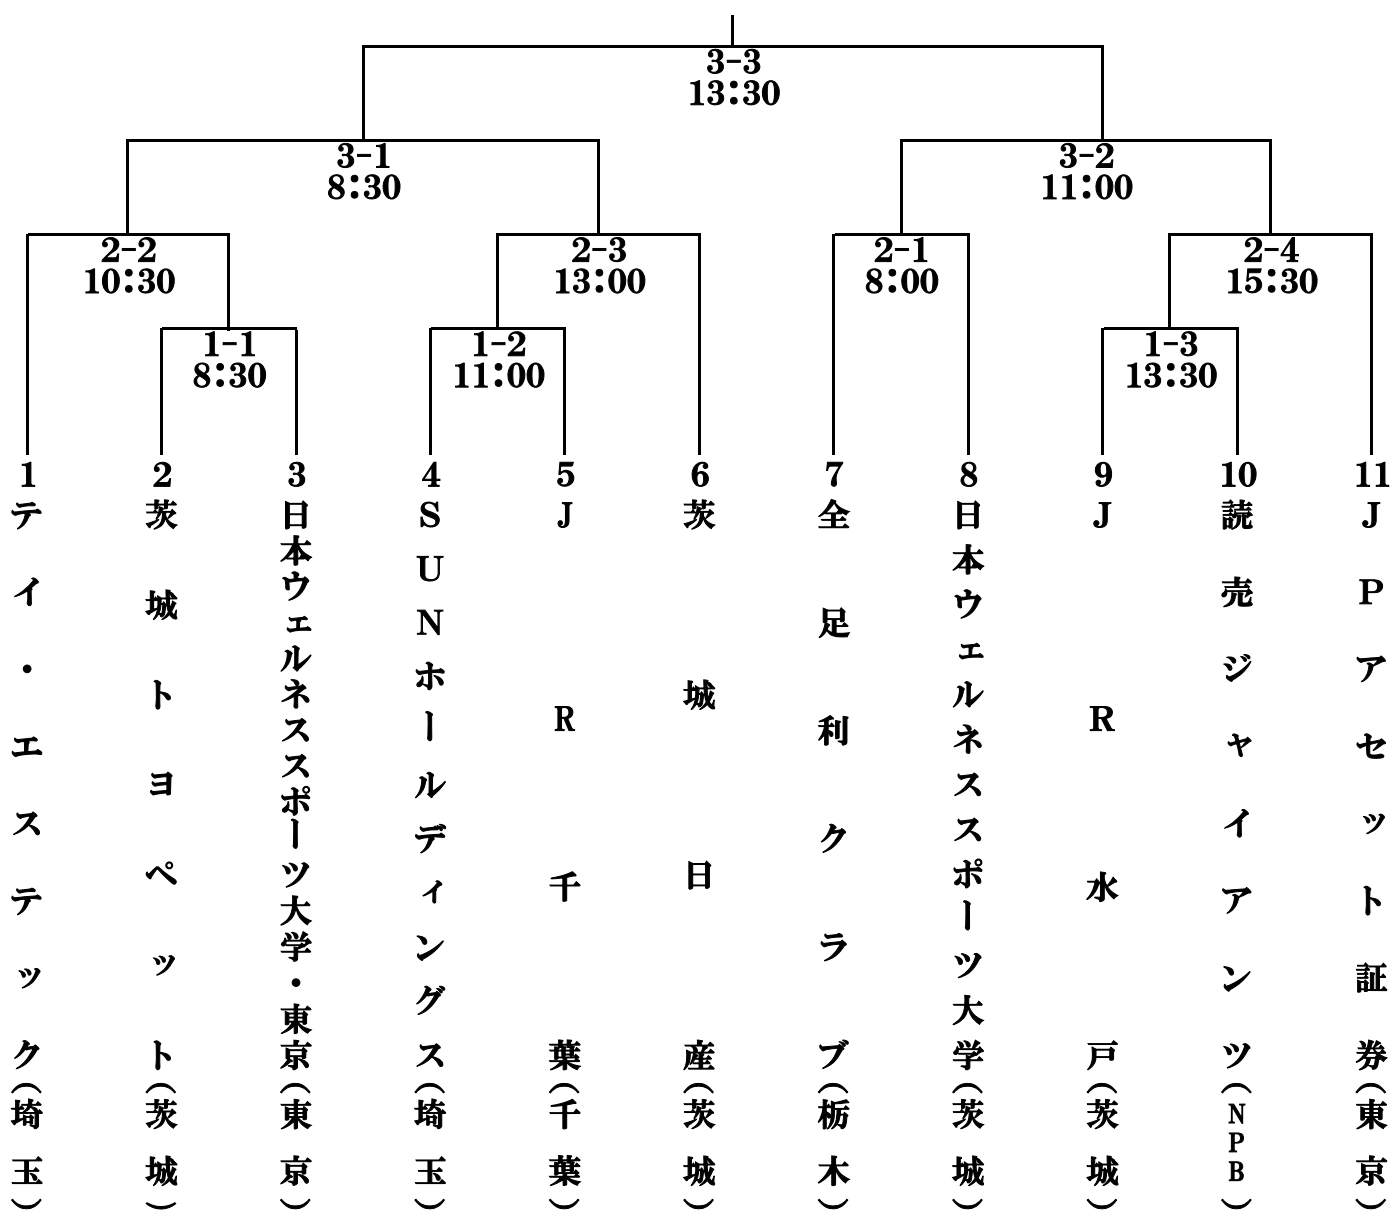 3-3
13:30
3-1
8:30
3-2
11:00
2-2
10:30
2-3
13:00
2-1
8:00
2-4
15:30
1-1
8:30
1-2
11:00
1-3
13:30
1
テイ・エステック(埼玉)
2
茨城トヨペット(茨城)
3
日本ウェルネススポーツ大学・東京(東京)
4
SUNホールディングス(埼玉)
5
JR千葉(千葉)
6
茨城日産(茨城)
7
全足利クラブ(栃木)
8
日本ウェルネススポーツ大学(茨城)
9
JR水戸(茨城)
10
読売ジャイアンツ(NPB)
11
JPアセット証券(東京)